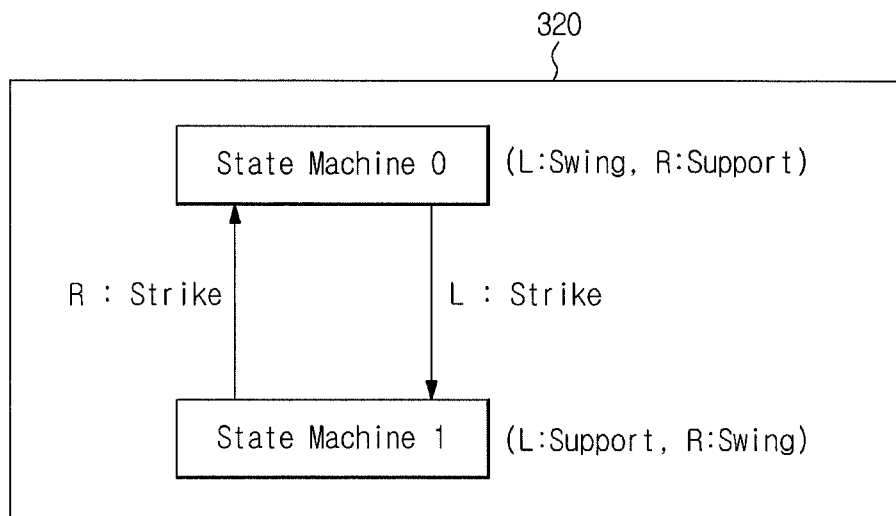 320
State Machine 0
(L:Swing, R:Support)
R : Strike
L : Strike
State Machine 1
(L:Support, R:Swing)